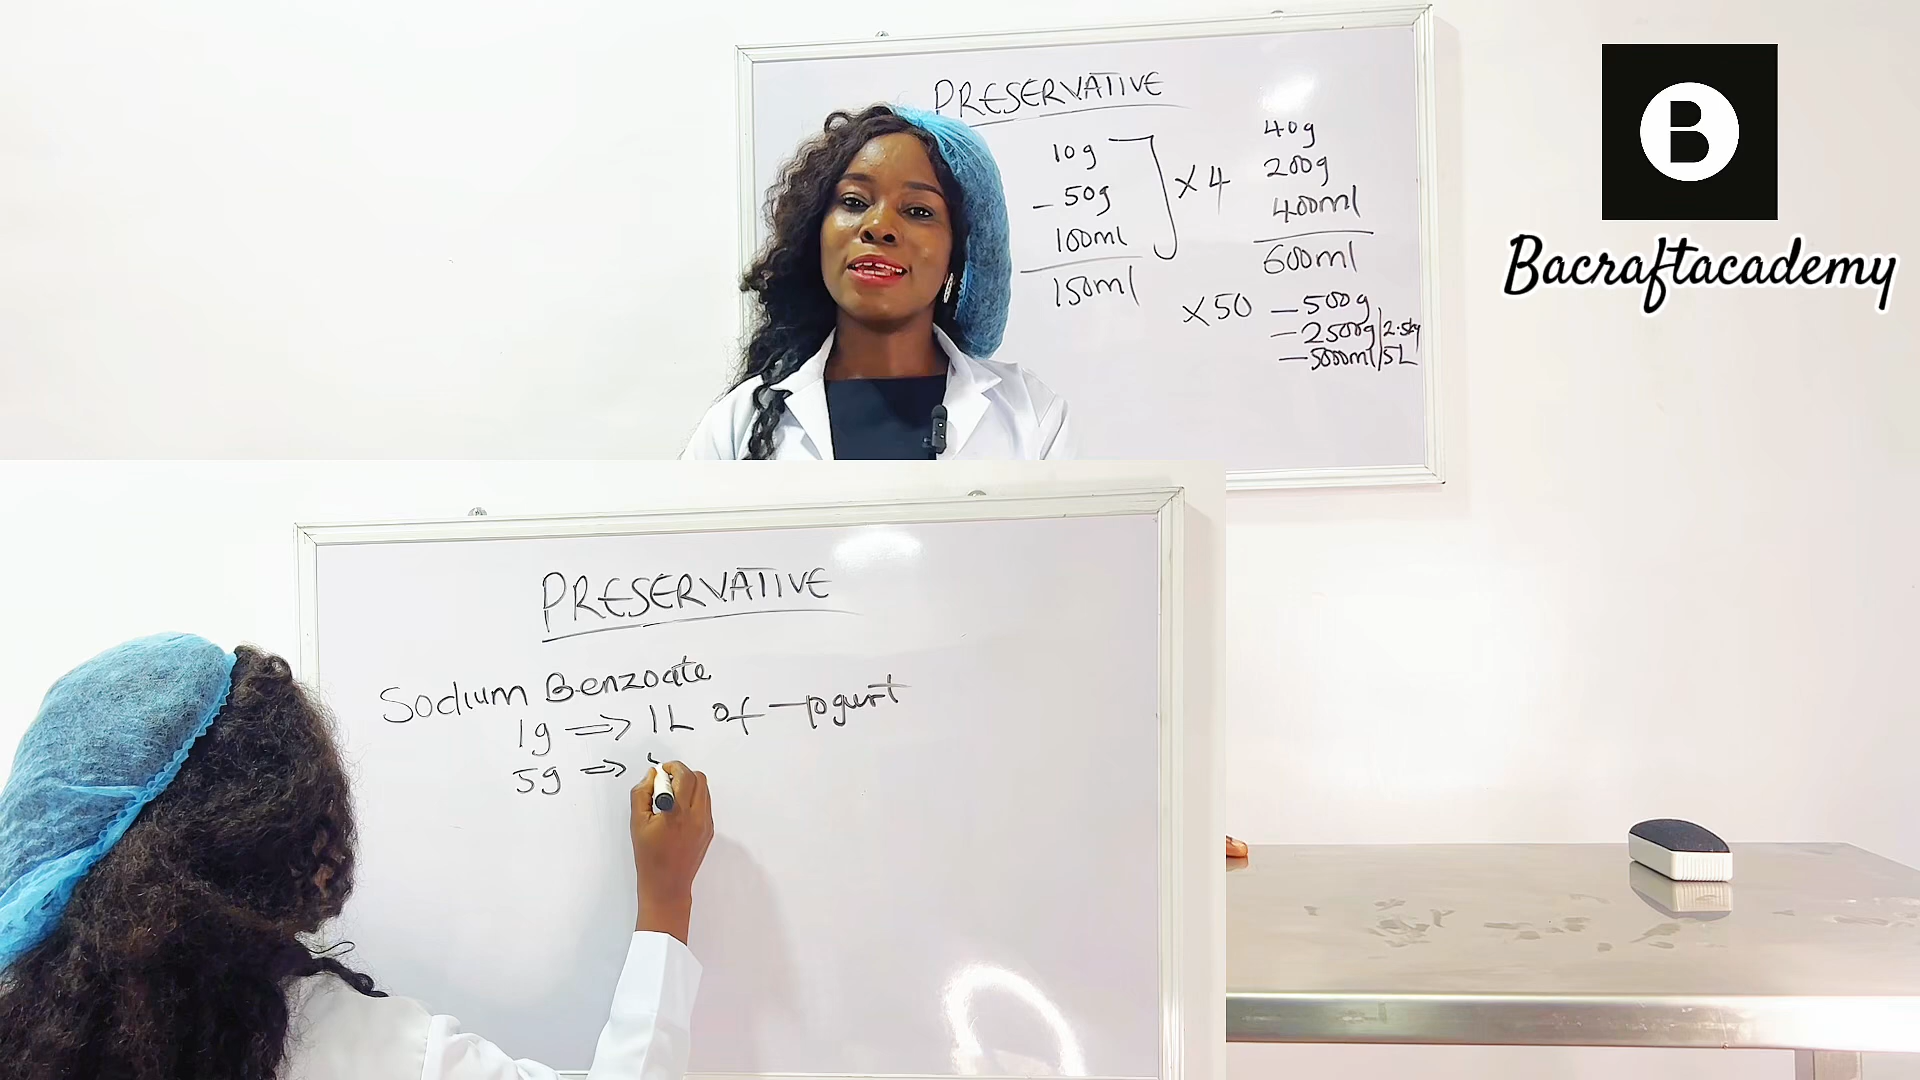 PRESERVATIVE
10g
- 50g
100ml
150ml
X 4
40g
200g
400ml
600ml
X50
- 500g
- 2500g/2.5kg
- 5000ml/5L
B
Bacraftacademy
PRESERVATIVE
Sodium Benzoate
1g => 1L of yogurt
5g =>